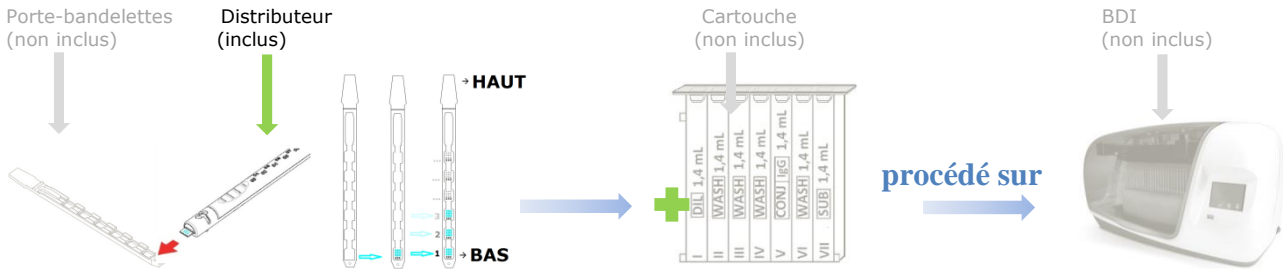 Porte-bandelettes
(non inclus)
Distributeur
(inclus)
Cartouche
(non inclus)
BDI
(non inclus)
HAUT
...
...
...
3
2
1
BAS
I DIL 1,4 mL
II WASH 1,4 mL
III WASH 1,4 mL
IV WASH 1,4 mL
V CONJ IgG 1,4 mL
VI WASH 1,4 mL
VII SUB 1,4 mL
procédé sur